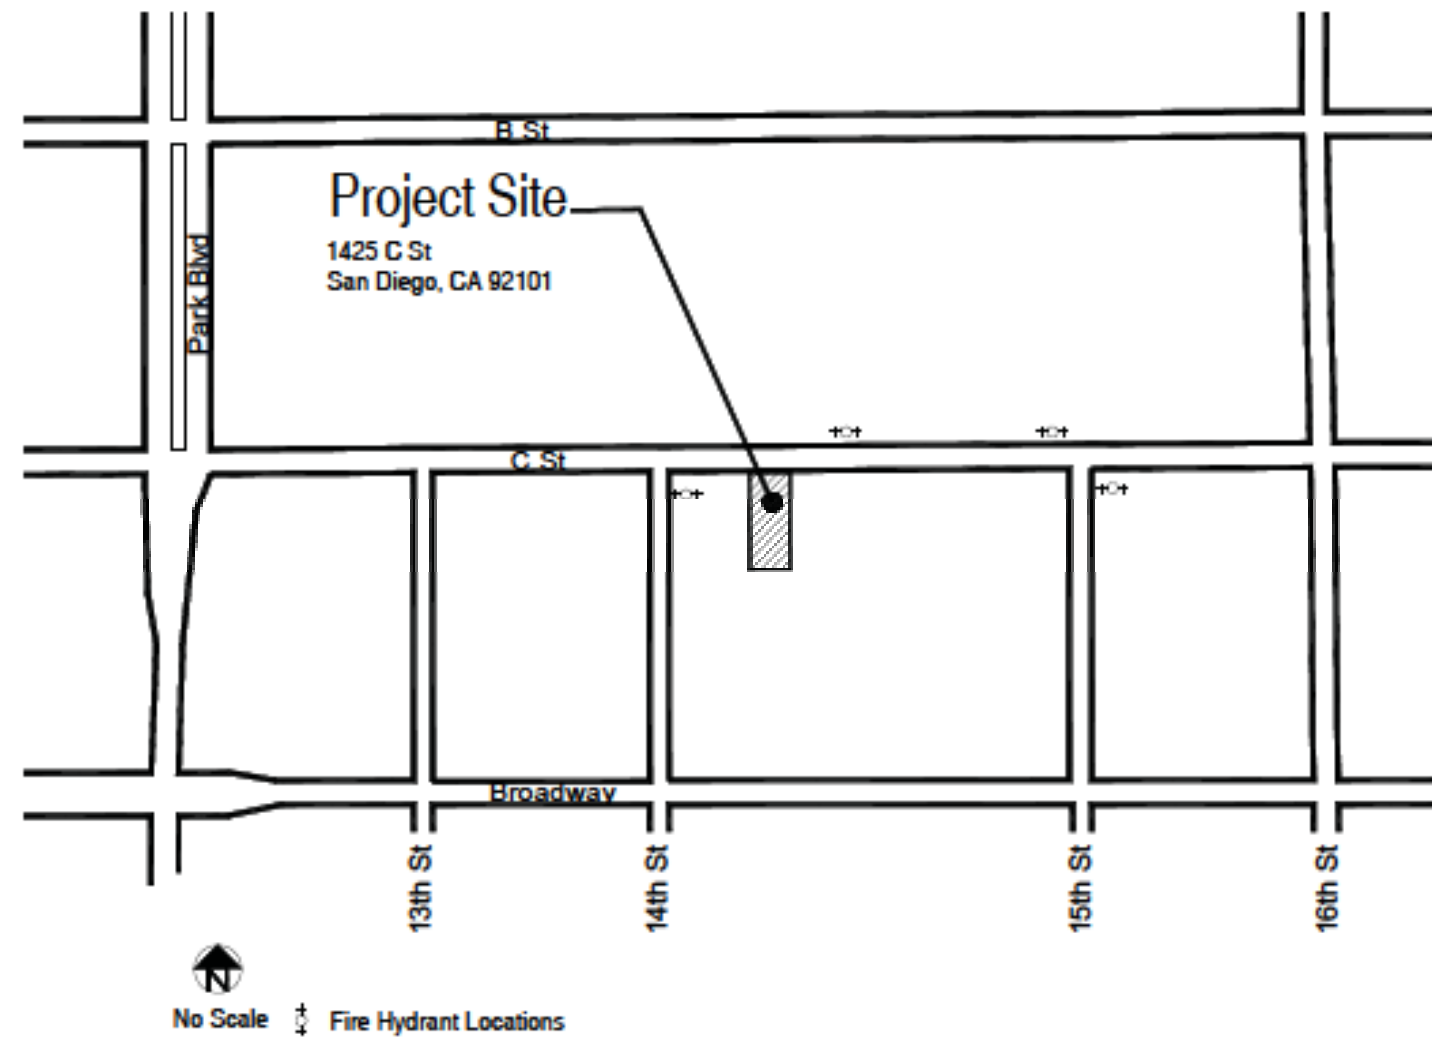 B St
Project Site
1425 C St
San Diego, CA 92101
Park Blvd
C St
Broadway
13th St
14th St
15th St
16th St
N
No Scale
Fire Hydrant Locations